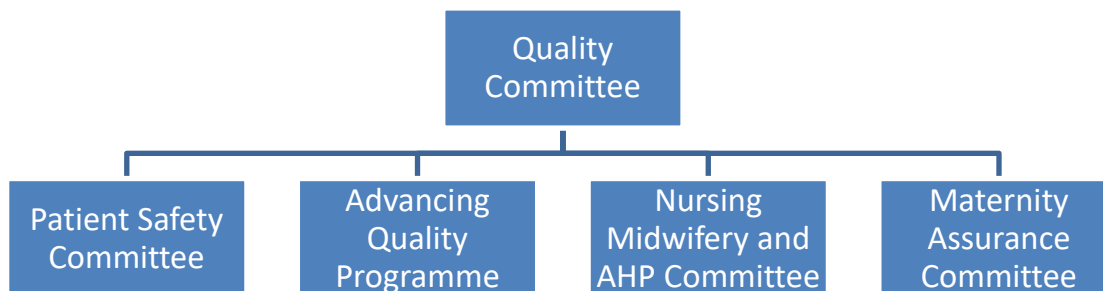 Quality
Committee
Patient Safety
Committee
Advancing
Quality
Programme
Nursing
Midwifery and
AHP Committee
Maternity
Assurance
Committee